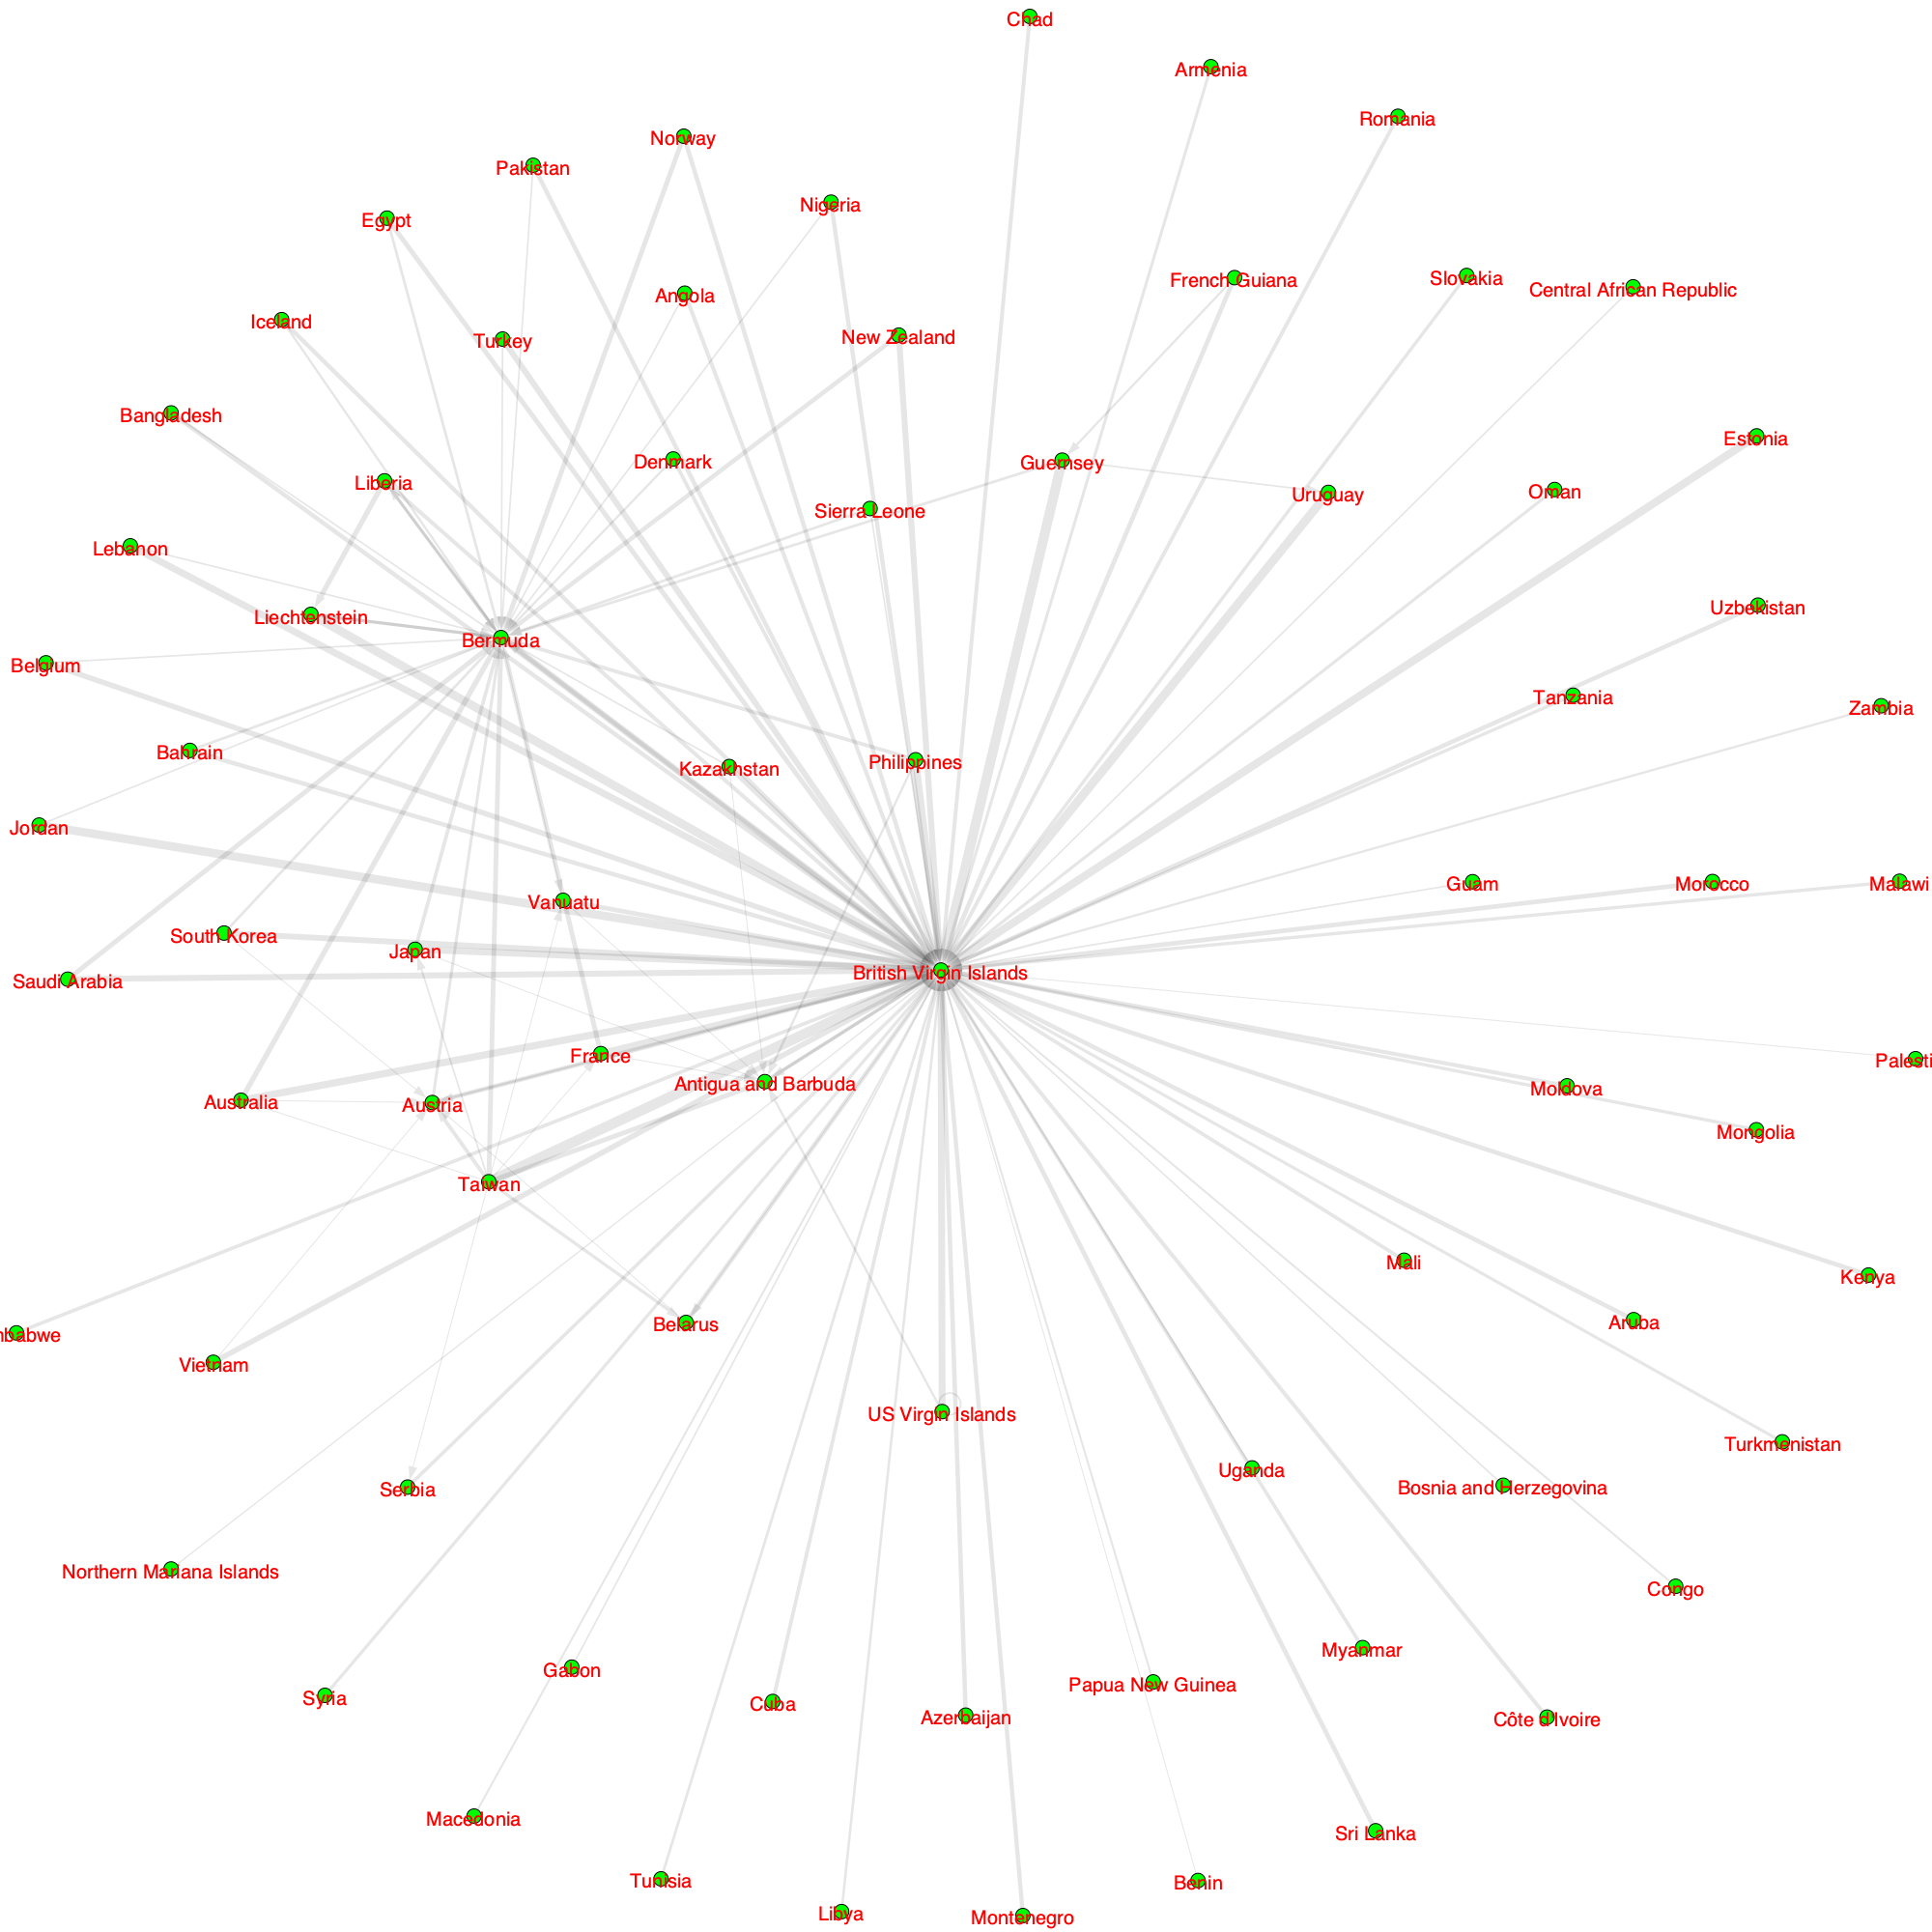 Chad
Armenia
Romania
Norway
Pakistan
Nigeria
Egypt
French Guiana
Slovakia
Central African Republic
Angola
Iceland
Turkey
New Zealand
Bangladesh
Estonia
Denmark
Guernsey
Liberia
Uruguay
Oman
Sierra Leone
Lebanon
Uzbekistan
Liechtenstein
Bermuda
Belgium
Tanzania
Zambia
Bahrain
Kazakhstan
Philippines
Jordan
Guam
Morocco
Malawi
Vanuatu
South Korea
Japan
British Virgin Islands
Saudi Arabia
France
Palesti
Antigua and Barbuda
Moldova
Australia
Austria
Mongolia
Taiwan
Mali
Kenya
Belarus
Aruba
nbabwe
Vietnam
US Virgin Islands
Turkmenistan
Uganda
Bosnia and Herzegovina
Serbia
Northern Mariana Islands
Congo
Myanmar
Gabon
Papua New Guinea
Syria
Cuba
Azerbaijan
Côte d'Ivoire
Macedonia
Sri Lanka
Tunisia
Benin
Libya
Montenegro